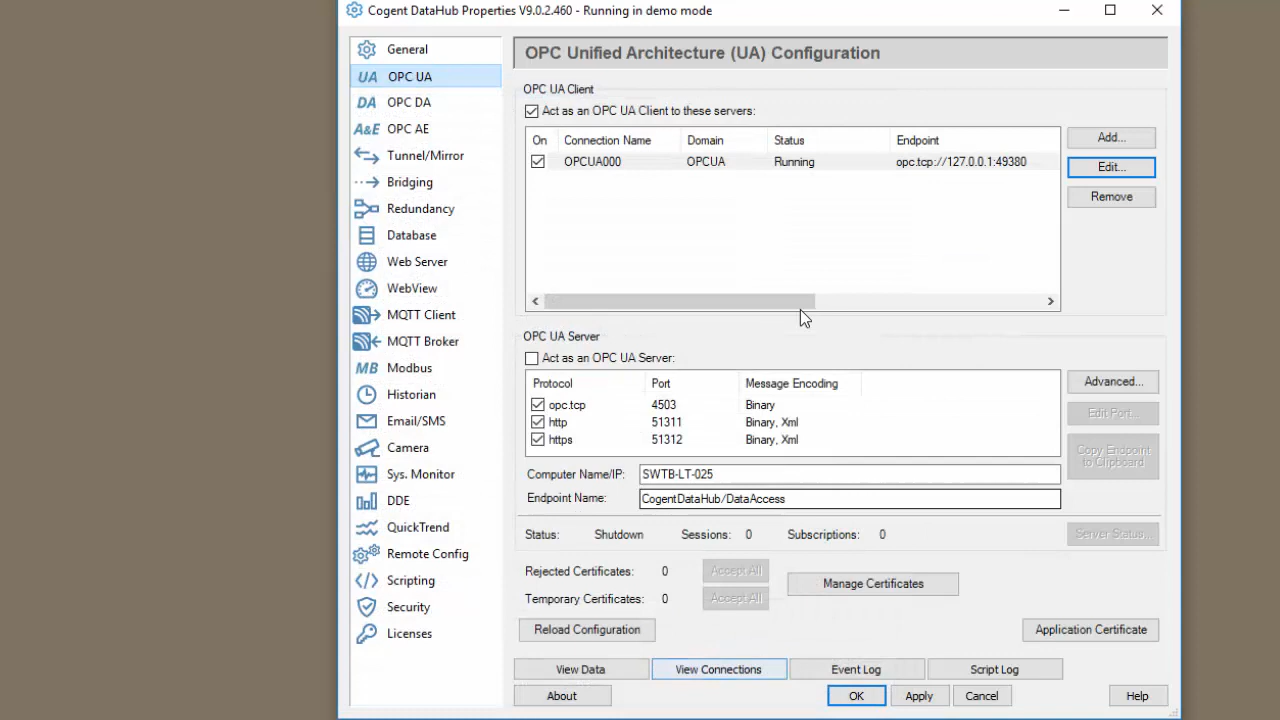 Cogent DataHub Properties V9.0.2.460 - Running in demo mode
General
UA OPC UA
DA OPC DA
A&E OPC AE
Tunnel/Mirror
Bridging
Redundancy
Database
Web Server
WebView
MQTT Client
MQTT Broker
MB Modbus
Historian
Email/SMS
Camera
Sys. Monitor
DDE
QuickTrend
Remote Config
Scripting
Security
Licenses
OPC Unified Architecture (UA) Configuration
OPC UA Client
Act as an OPC UA Client to these servers:
On Connection Name Domain Status Endpoint
OPCUA000 OPCUA Running opc.tcp://127.0.0.1:49380
Add...
Edit...
Remove
OPC UA Server
Act as an OPC UA Server:
Protocol Port Message Encoding
opc.tcp 4503 Binary
http 51311 Binary, Xml
https 51312 Binary, Xml
Advanced...
Edit Port...
Copy Endpoint
to Clipboard
Computer Name/IP: SWTB-LT-025
Endpoint Name: CogentDataHub/DataAccess
Status: Shutdown Sessions: 0 Subscriptions: 0 Server Status...
Rejected Certificates: 0 Accept All
Temporary Certificates: 0 Accept All
Manage Certificates
Reload Configuration Application Certificate
View Data View Connections Event Log Script Log
About OK Apply Cancel Help